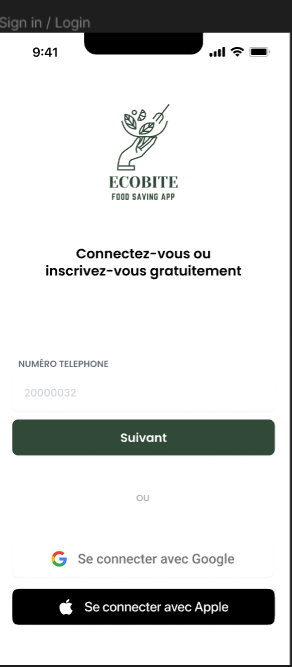 Sign in / Login
9:41
ECOBITE
FOOD SAVING APP
Connectez-vous ou
inscrivez-vous gratuitement
NUMÉRO TELEPHONE
20000032
Suivant
OU
Se connecter avec Google
Se connecter avec Apple